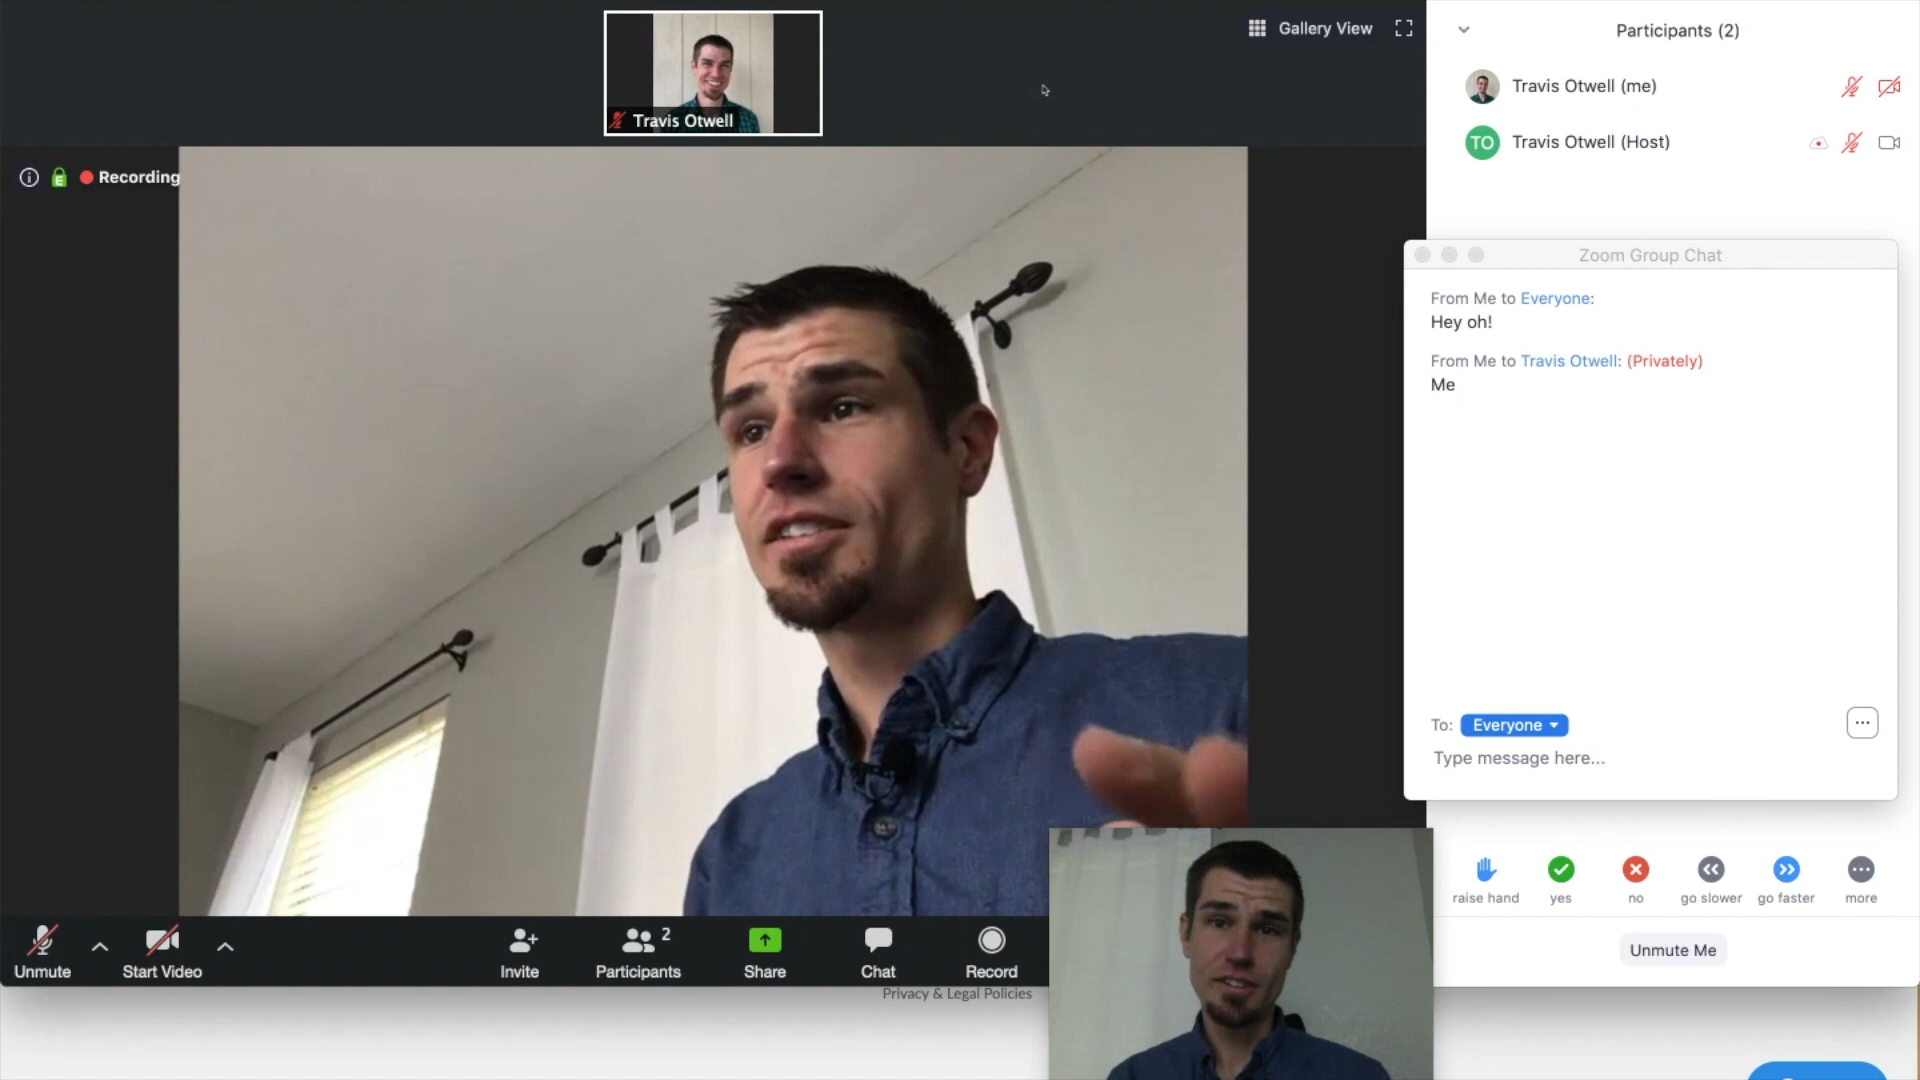 Travis Otwell
Gallery View
Recording
Participants (2)
Travis Otwell (me)
TO
Travis Otwell (Host)
Zoom Group Chat
From Me to Everyone:
Hey oh!
From Me to Travis Otwell: (Privately)
Me
To: Everyone
Type message here...
raise hand
yes
no
go slower
go faster
more
Unmute Me
Unmute
Start Video
Invite
2
Participants
Share
Chat
Record
Privacy & Legal Policies